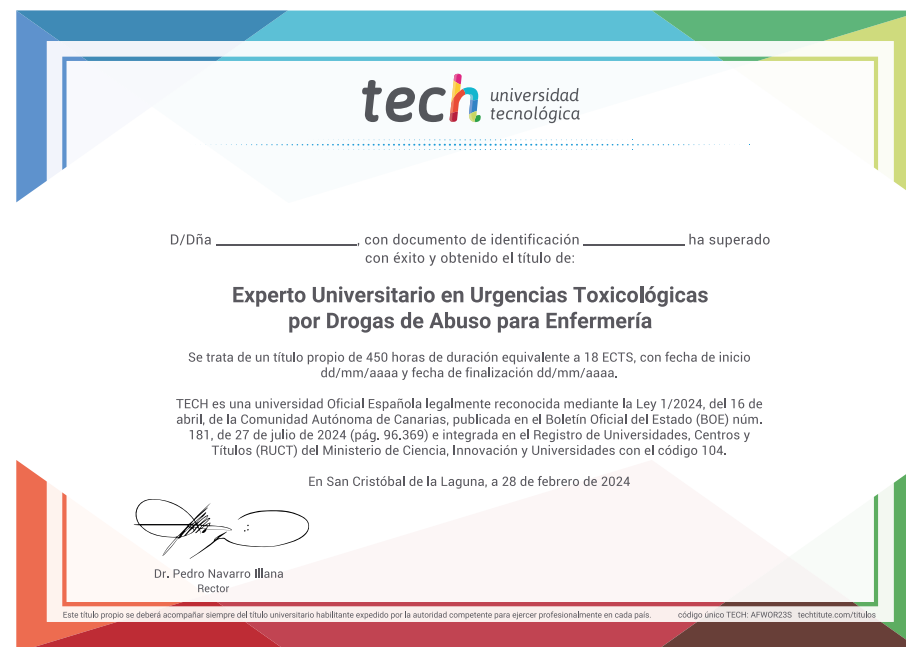 tech universidad
tecnológica
D/Dña ________________, con documento de identificación ____________ ha superado
con éxito y obtenido el título de:
Experto Universitario en Urgencias Toxicológicas
por Drogas de Abuso para Enfermería
Se trata de un título propio de 450 horas de duración equivalente a 18 ECTS, con fecha de inicio
dd/mm/aaaa y fecha de finalización dd/mm/aaaa.
TECH es una universidad Oficial Española legalmente reconocida mediante la Ley 1/2024, del 16 de
abril, de la Comunidad Autónoma de Canarias, publicada en el Boletín Oficial del Estado (BOE) núm.
181, de 27 de julio de 2024 (pág. 96.369) e integrada en el Registro de Universidades, Centros y
Títulos (RUCT) del Ministerio de Ciencia, Innovación y Universidades con el código 104.
En San Cristóbal de la Laguna, a 28 de febrero de 2024
Dr. Pedro Navarro Illana
Rector
Este título propio se deberá acompañar siempre del título universitario habilitante expedido por la autoridad competente para ejercer profesionalmente en cada país. código único TECH: AFWOR23S techtitute.com/titulos